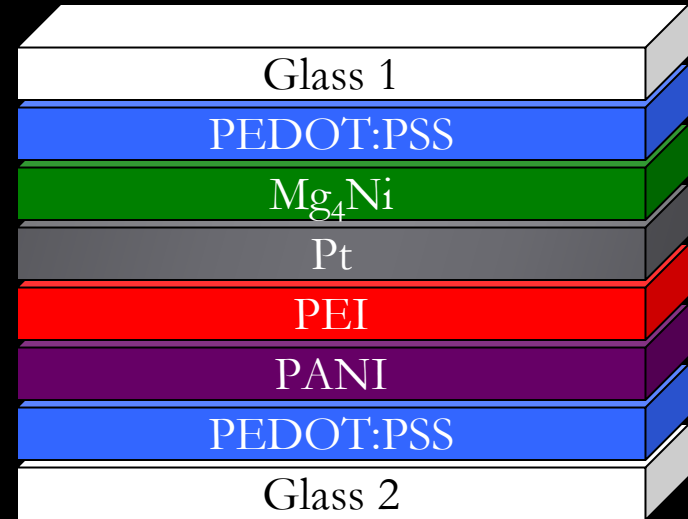 Glass 1
PEDOT:PSS
Mg₄Ni
Pt
PEI
PANI
PEDOT:PSS
Glass 2